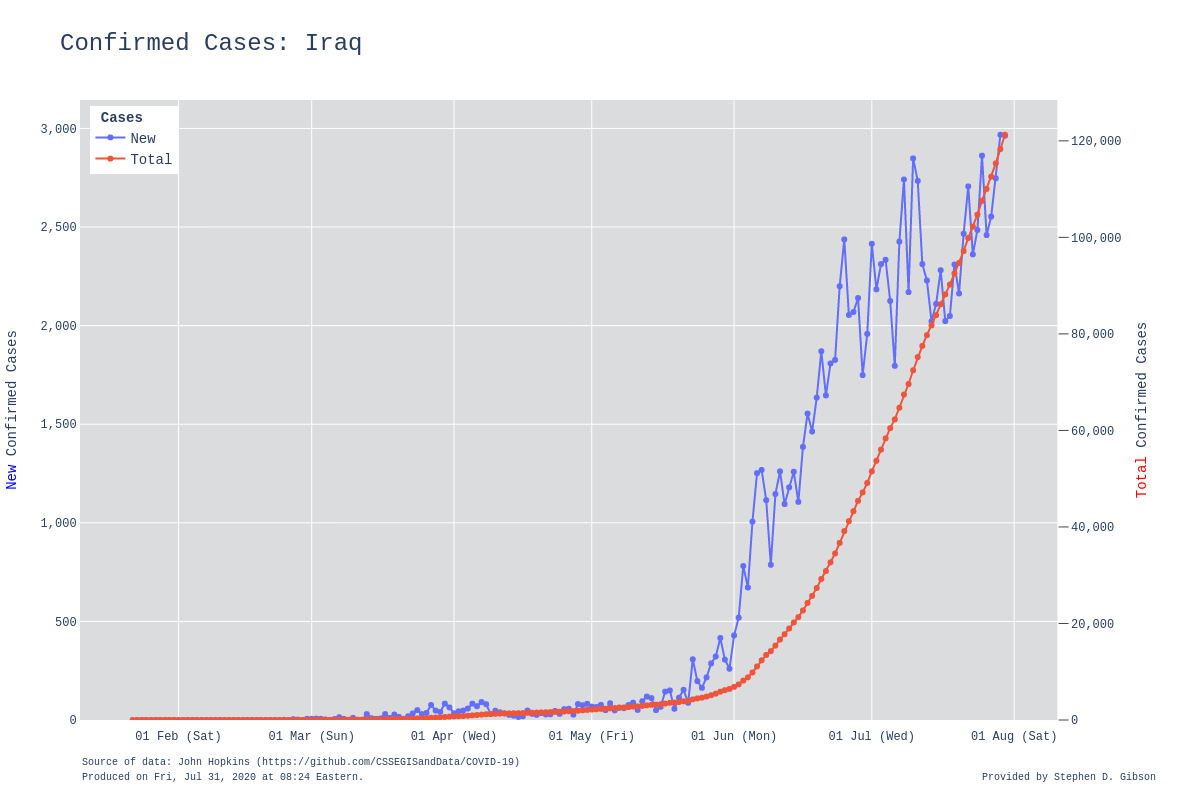 Confirmed Cases: Iraq
Cases
New
Total
3,000
2,500
2,000
1,500
1,000
500
0
New Confirmed Cases
120,000
100,000
80,000
60,000
40,000
20,000
0
Total Confirmed Cases
01 Feb (Sat) 01 Mar (Sun) 01 Apr (Wed) 01 May (Fri) 01 Jun (Mon) 01 Jul (Wed) 01 Aug (Sat)
Source of data: John Hopkins (https://github.com/CSSEGISandData/COVID-19)
Produced on Fri, Jul 31, 2020 at 08:24 Eastern.
Provided by Stephen D. Gibson